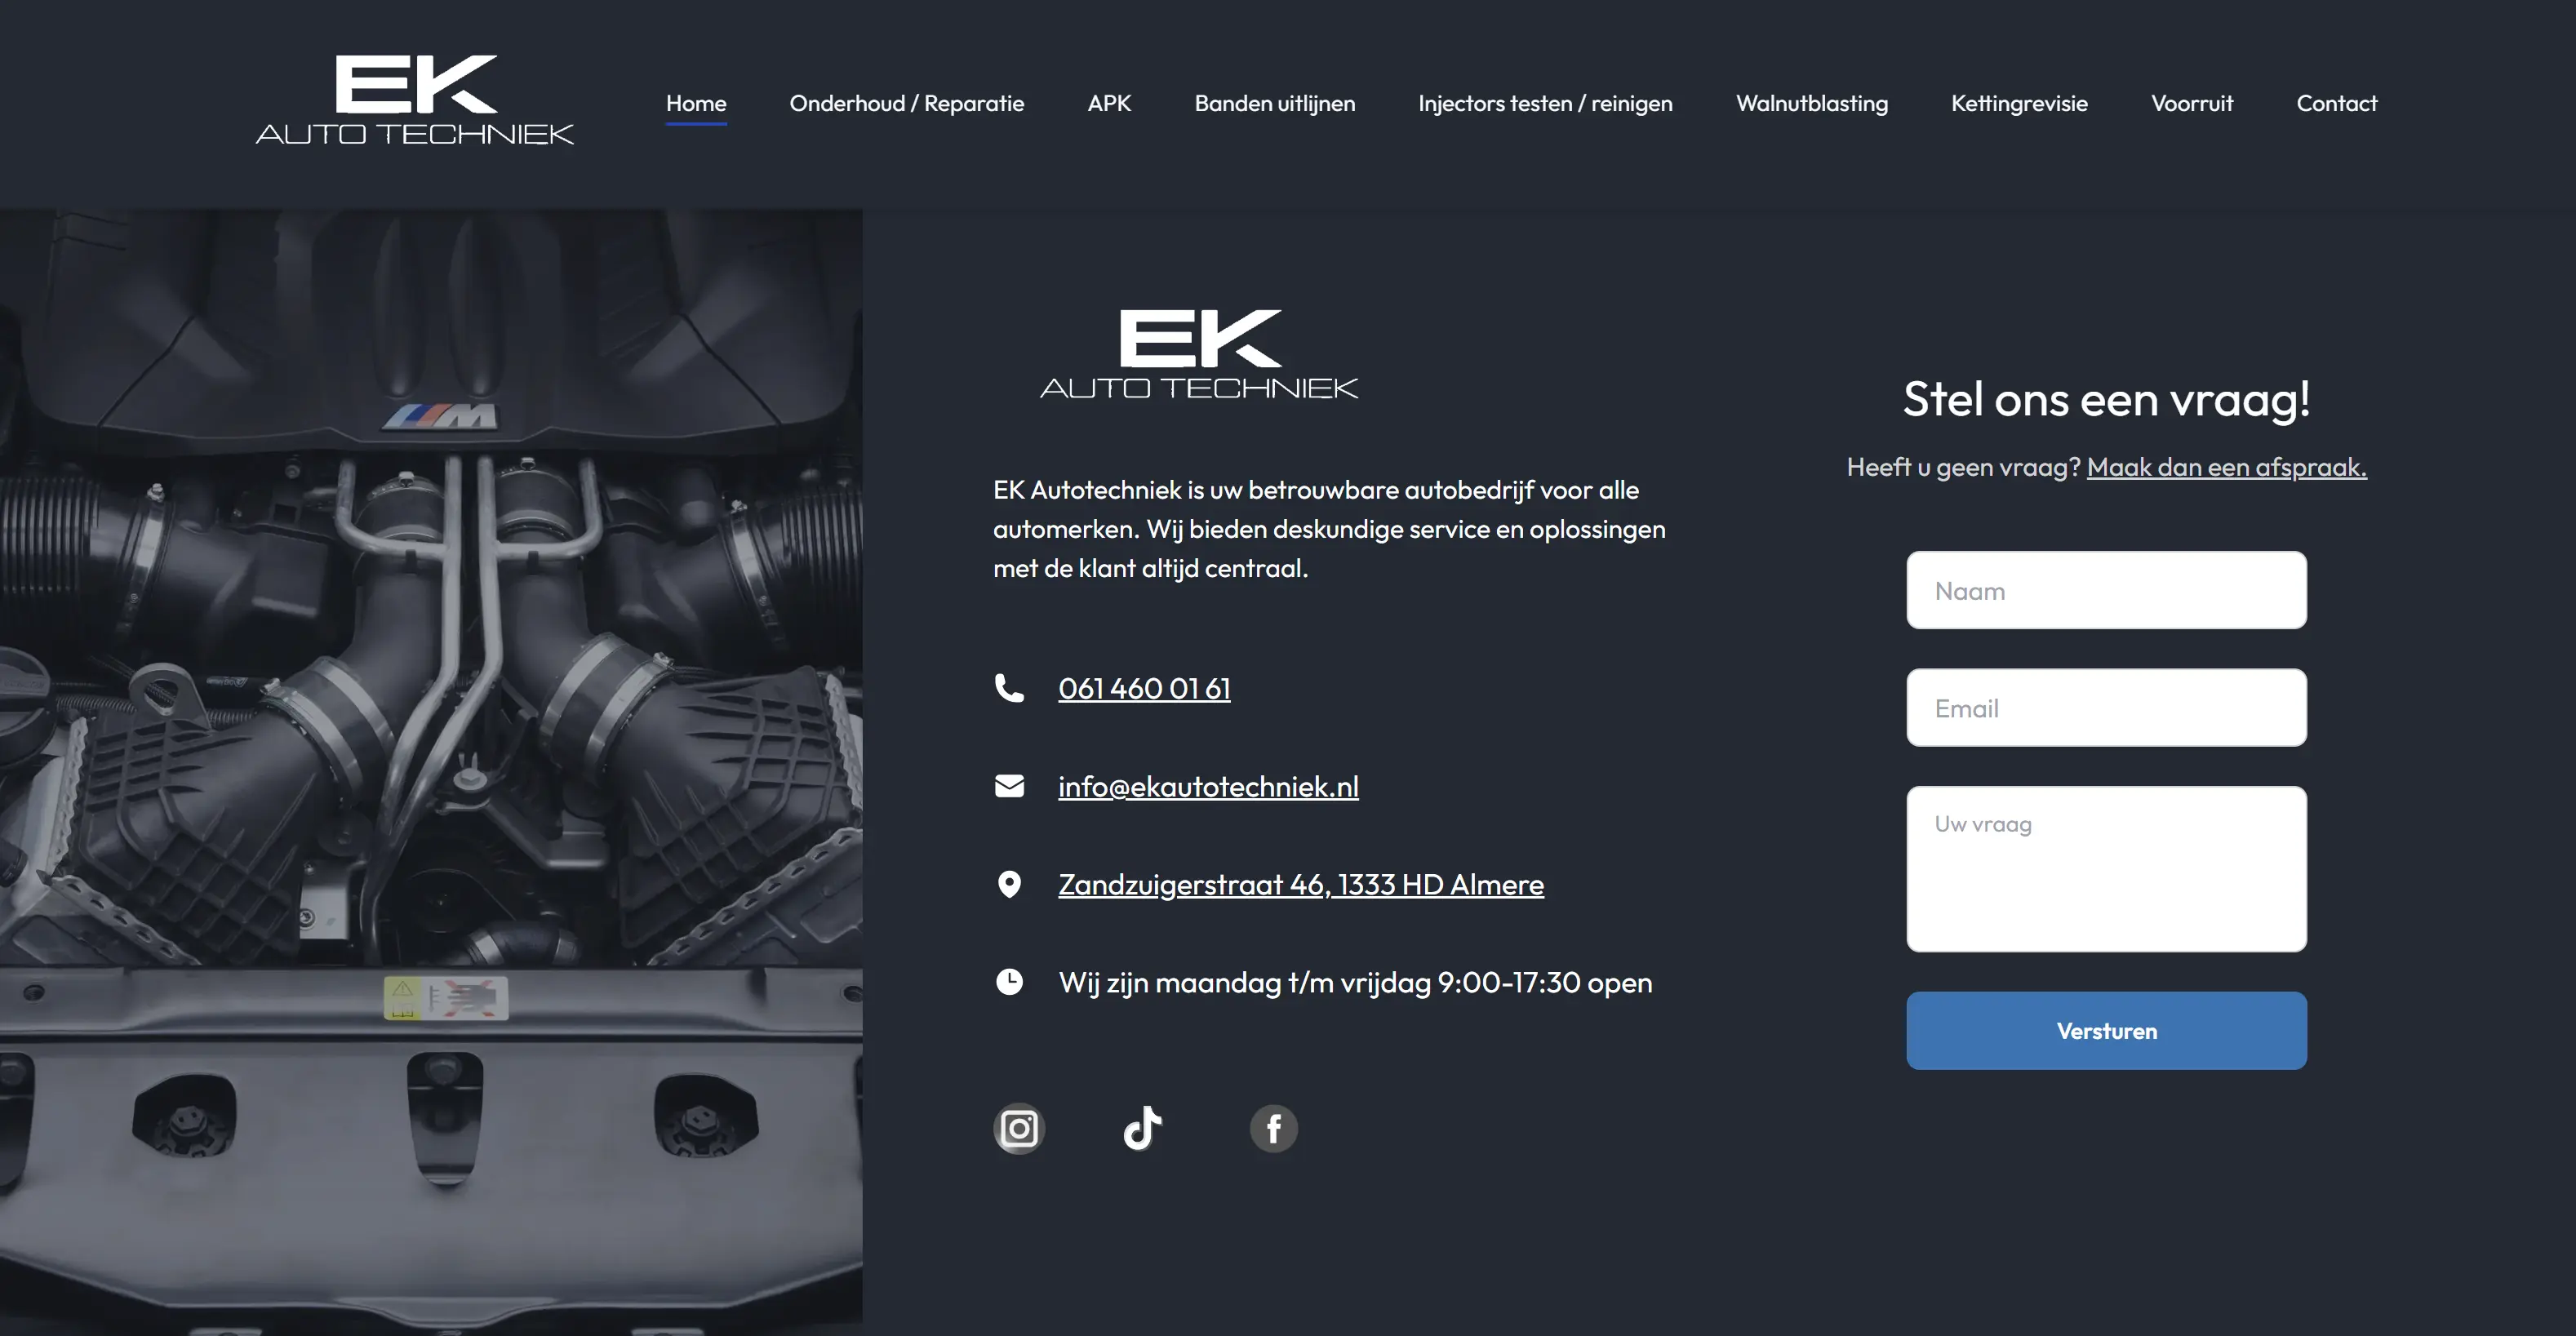 EK
AUTO TECHNIEK
Home
Onderhoud / Reparatie
APK
Banden uitlijnen
Injectors testen / reinigen
Walnutblasting
Kettingrevisie
Voorruit
Contact
M
EK
AUTO TECHNIEK
EK Autotechniek is uw betrouwbare autobedrijf voor alle
automerken. Wij bieden deskundige service en oplossingen
met de klant altijd centraal.
061 460 01 61
info@ekautotechniek.nl
Zandzuigerstraat 46, 1333 HD Almere
Wij zijn maandag t/m vrijdag 9:00-17:30 open
Stel ons een vraag!
Heeft u geen vraag? Maak dan een afspraak.
Naam
Email
Uw vraag
Versturen